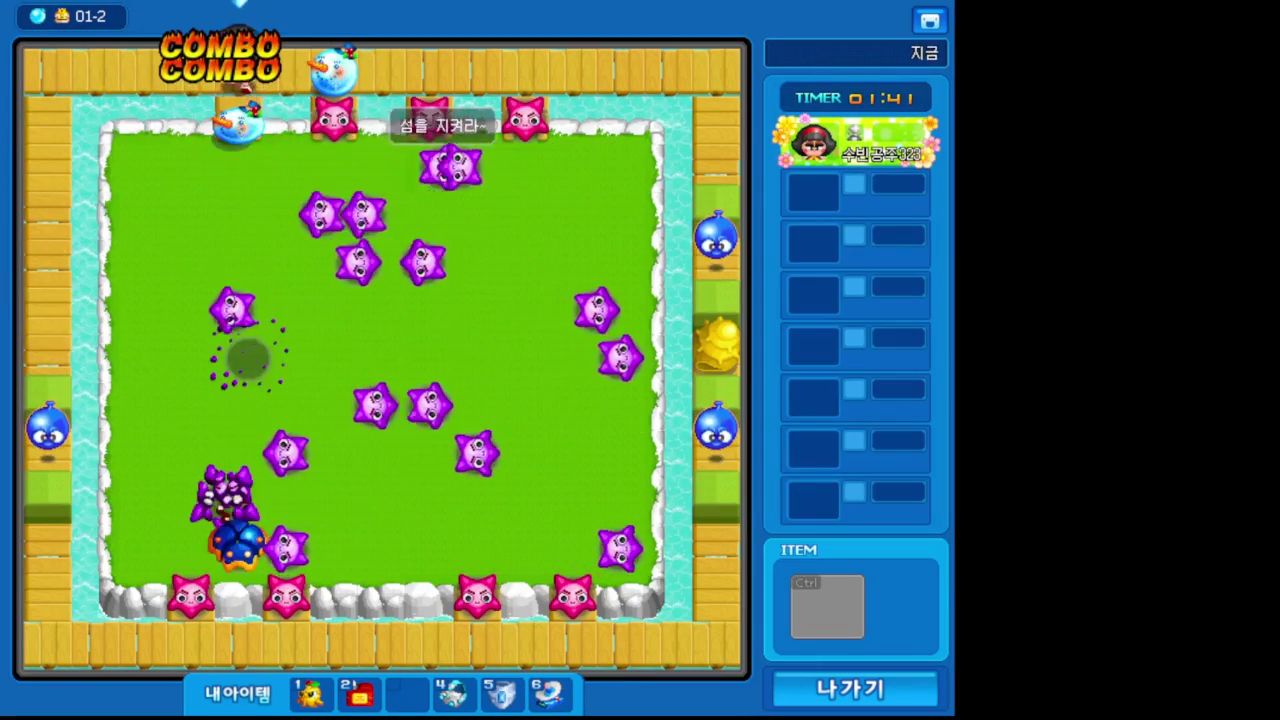 01-2
COMBO
COMBO
지금
섬을 지켜라~
TIMER 01:41
수빈공주323
ITEM
Ctrl
내아이템
1
2
4
5
6
나가기